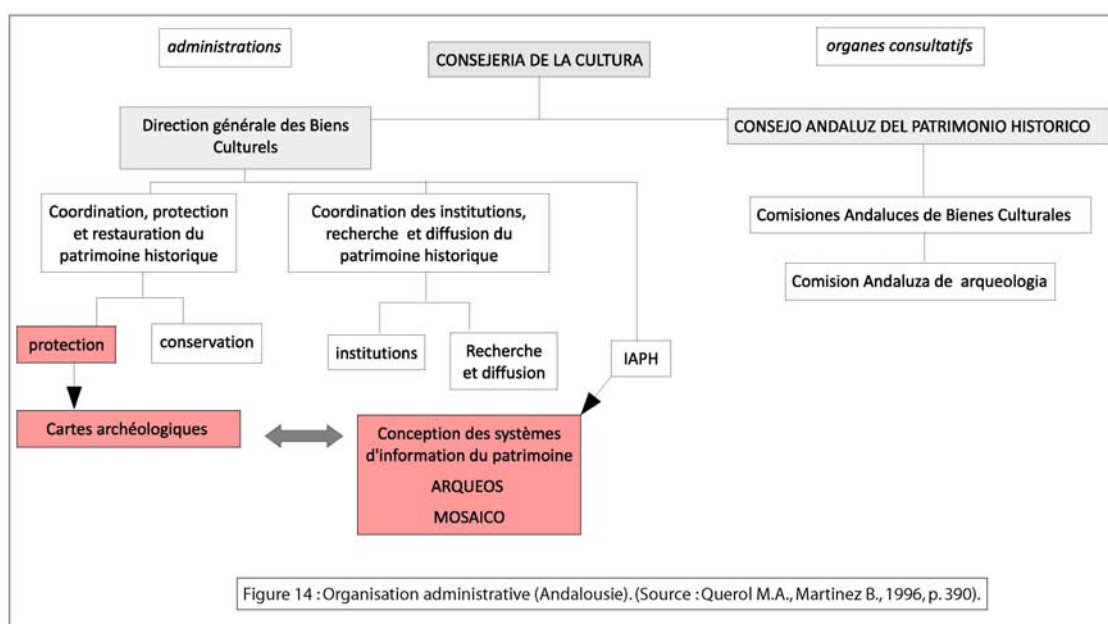 administrations
CONSEJERIA DE LA CULTURA
organes consultatifs
Direction générale des Biens
Culturels
CONSEJO ANDALUZ DEL PATRIMONIO HISTORICO
Coordination, protection
et restauration du
patrimoine historique
Coordination des institutions,
recherche et diffusion du
patrimoine historique
Comisiones Andaluces de Bienes Culturales
Comision Andaluza de arqueologia
protection
conservation
institutions
Recherche
et diffusion
IAPH
Cartes archéologiques
Conception des systèmes
d'information du patrimoine
ARQUEOS
MOSAICO
Figure 14 : Organisation administrative (Andalousie). (Source : Querol M.A., Martinez B., 1996, p. 390).